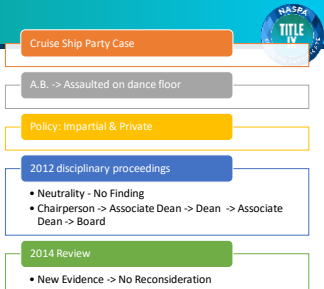 NASPA
TITLE
IX
Cruise Ship Party Case
A.B. -> Assaulted on dance floor
Policy: Impartial & Private
2012 disciplinary proceedings
• Neutrality - No Finding
• Chairperson -> Associate Dean -> Dean -> Associate
Dean -> Board
2014 Review
• New Evidence -> No Reconsideration